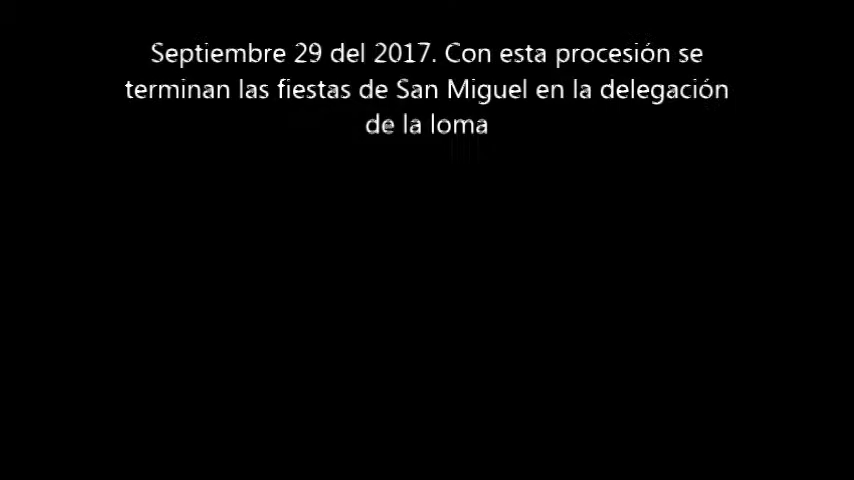 Septiembre 29 del 2017. Con esta procesión se
terminan las fiestas de San Miguel en la delegación
de la loma